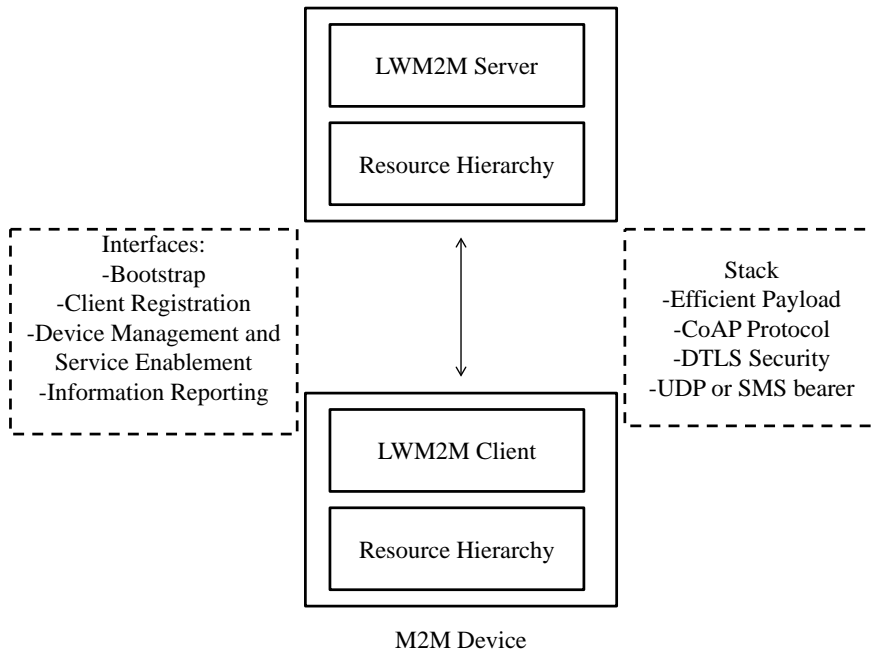 LWM2M Server
Resource Hierarchy
Interfaces:
-Bootstrap
-Client Registration
-Device Management and
Service Enablement
-Information Reporting
Stack
-Efficient Payload
-CoAP Protocol
-DTLS Security
-UDP or SMS bearer
LWM2M Client
Resource Hierarchy
M2M Device